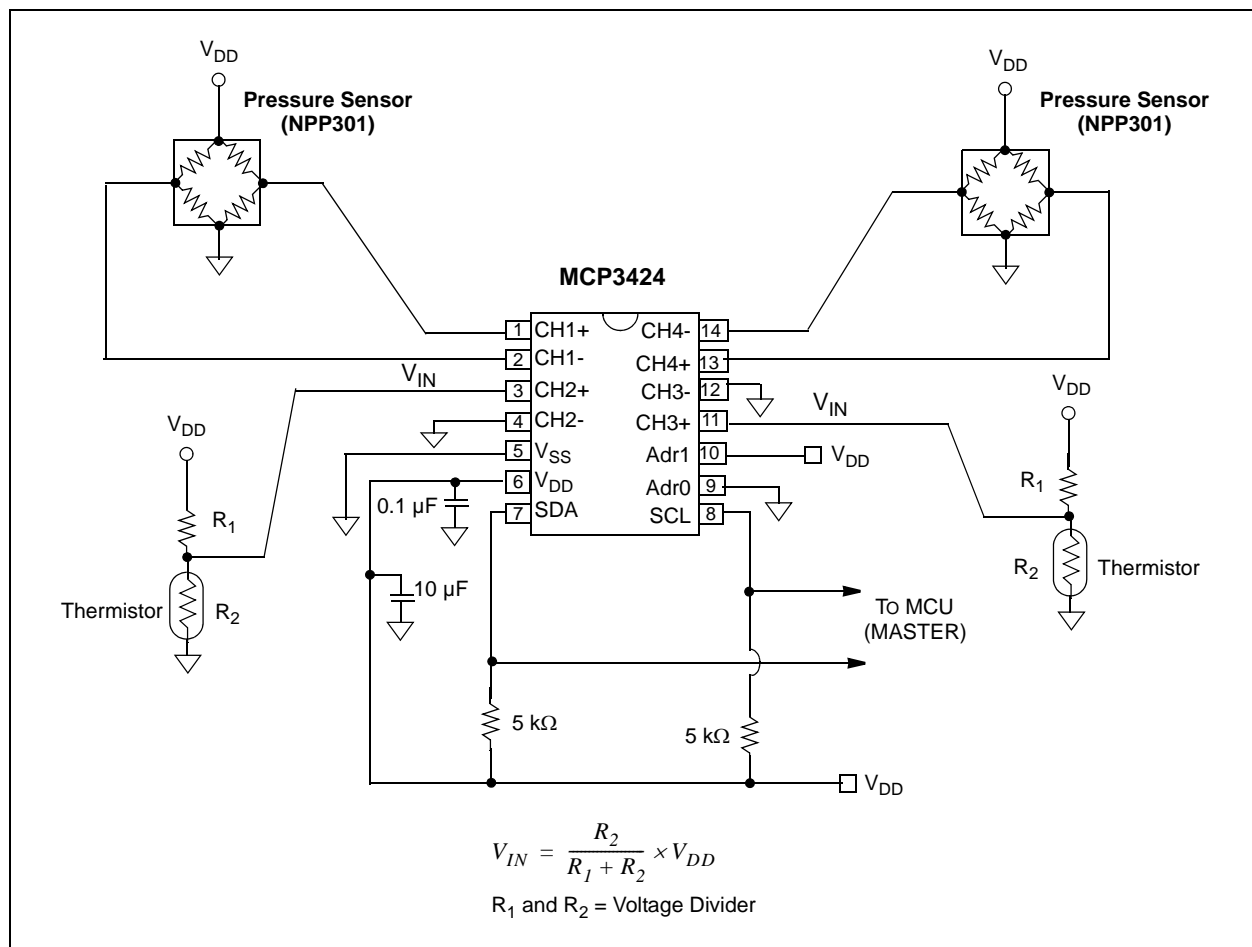 VDD
Pressure Sensor
(NPP301)
VDD
Pressure Sensor
(NPP301)
MCP3424
1 CH1+
2 CH1-
3 CH2+
4 CH2-
5 VSS
6 VDD
7 SDA
CH4- 14
CH4+ 13
CH3- 12
CH3+ 11
Adr1 10
Adr0 9
SCL 8
VIN
VDD
R1
Thermistor
R2
0.1 µF
10 µF
VIN
VDD
VDD
R1
R2
Thermistor
TO MCU
(MASTER)
5 kΩ
5 kΩ
VDD
VIN = R2 / (R1 + R2) × VDD
R1 and R2 = Voltage Divider